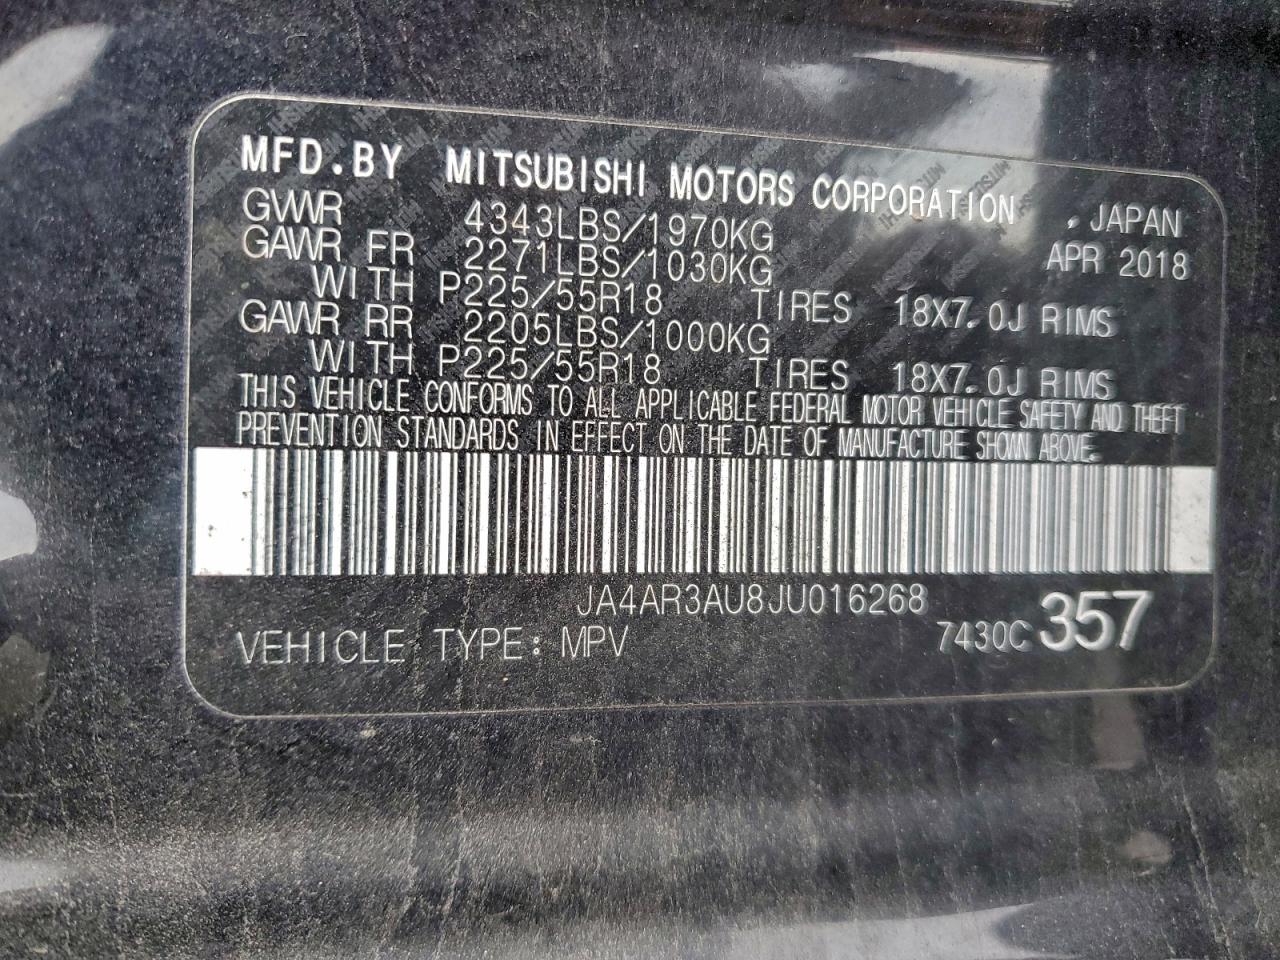 MFD.BY MITSUBISHI MOTORS CORPORATION , JAPAN
GVWR 4343LBS/1970KG APR 2018
GAWR FR 2271LBS/1030KG
WITH P225/55R18 TIRES 18X7.0J RIMS
GAWR RR 2205LBS/1000KG
WITH P225/55R18 TIRES 18X7.0J RIMS
THIS VEHICLE CONFORMS TO ALL APPLICABLE FEDERAL MOTOR VEHICLE SAFETY AND THEFT
PREVENTION STANDARDS IN EFFECT ON THE DATE OF MANUFACTURE SHOWN ABOVE.
JA4AR3AU8JU016268
VEHICLE TYPE: MPV 7430C 357